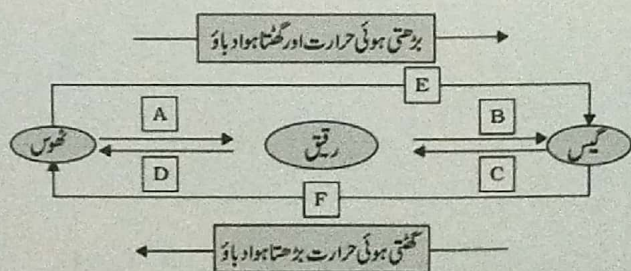 بڑھتی ہوئی حرارت اور گھٹتا ہوا دباؤ
E
A
B
ٹھوس
رقیق
گیس
D
C
F
گھٹتی ہوئی حرارت بڑھتا ہوا دباؤ